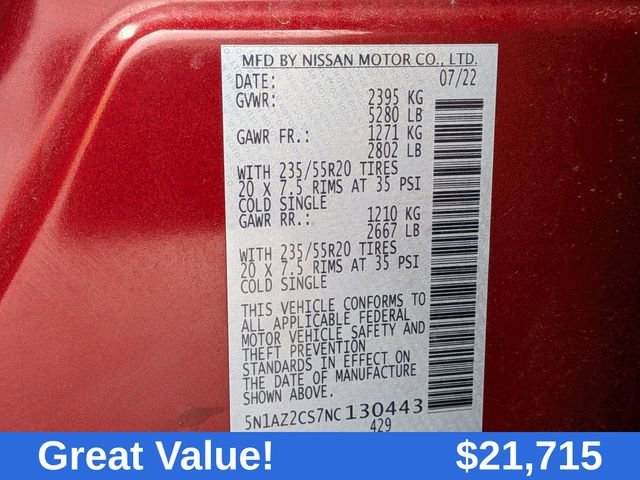 MFD BY NISSAN MOTOR CO., LTD.
DATE: 07/22
GVWR: 2395 KG
5280 LB
GAWR FR.: 1271 KG
2802 LB
WITH 235/55R20 TIRES
20 X 7.5 RIMS AT 35 PSI
COLD SINGLE
GAWR RR.: 1210 KG
2667 LB
WITH 235/55R20 TIRES
20 X 7.5 RIMS AT 35 PSI
COLD SINGLE
THIS VEHICLE CONFORMS TO
ALL APPLICABLE FEDERAL
MOTOR VEHICLE SAFETY AND
THEFT PREVENTION
STANDARDS IN EFFECT ON
THE DATE OF MANUFACTURE
SHOWN ABOVE.
5N1AZ2CS7NC130443
429
Great Value! $21,715